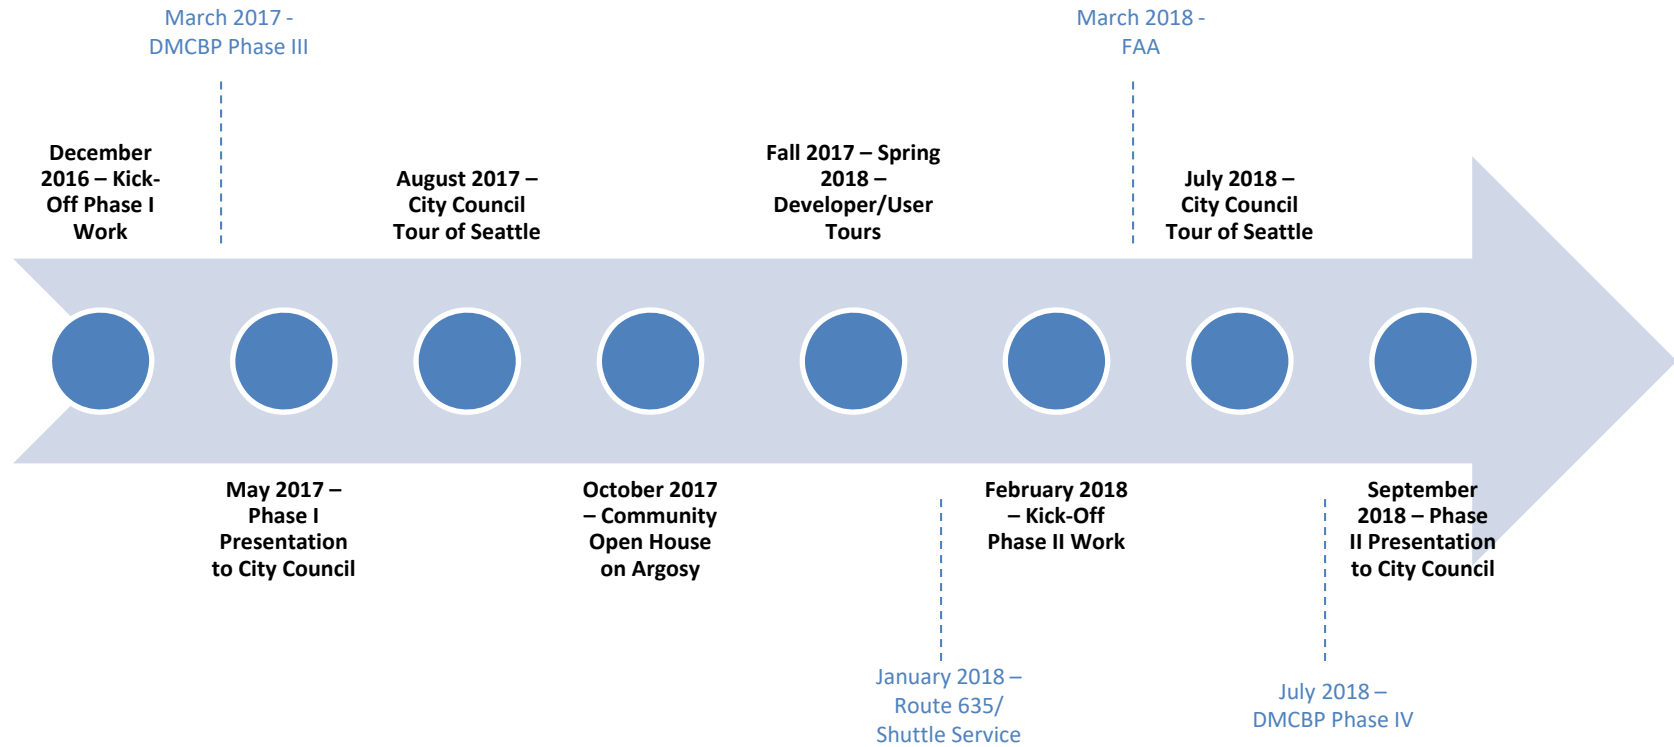 March 2017 -
DMCBP Phase III
March 2018 -
FAA
December
2016 – Kick-
Off Phase I
Work
August 2017 –
City Council
Tour of Seattle
Fall 2017 – Spring
2018 –
Developer/User
Tours
July 2018 –
City Council
Tour of Seattle
May 2017 –
Phase I
Presentation
to City Council
October 2017
– Community
Open House
on Argosy
February 2018
– Kick-Off
Phase II Work
September
2018 – Phase
II Presentation
to City Council
January 2018 –
Route 635/
Shuttle Service
July 2018 –
DMCBP Phase IV